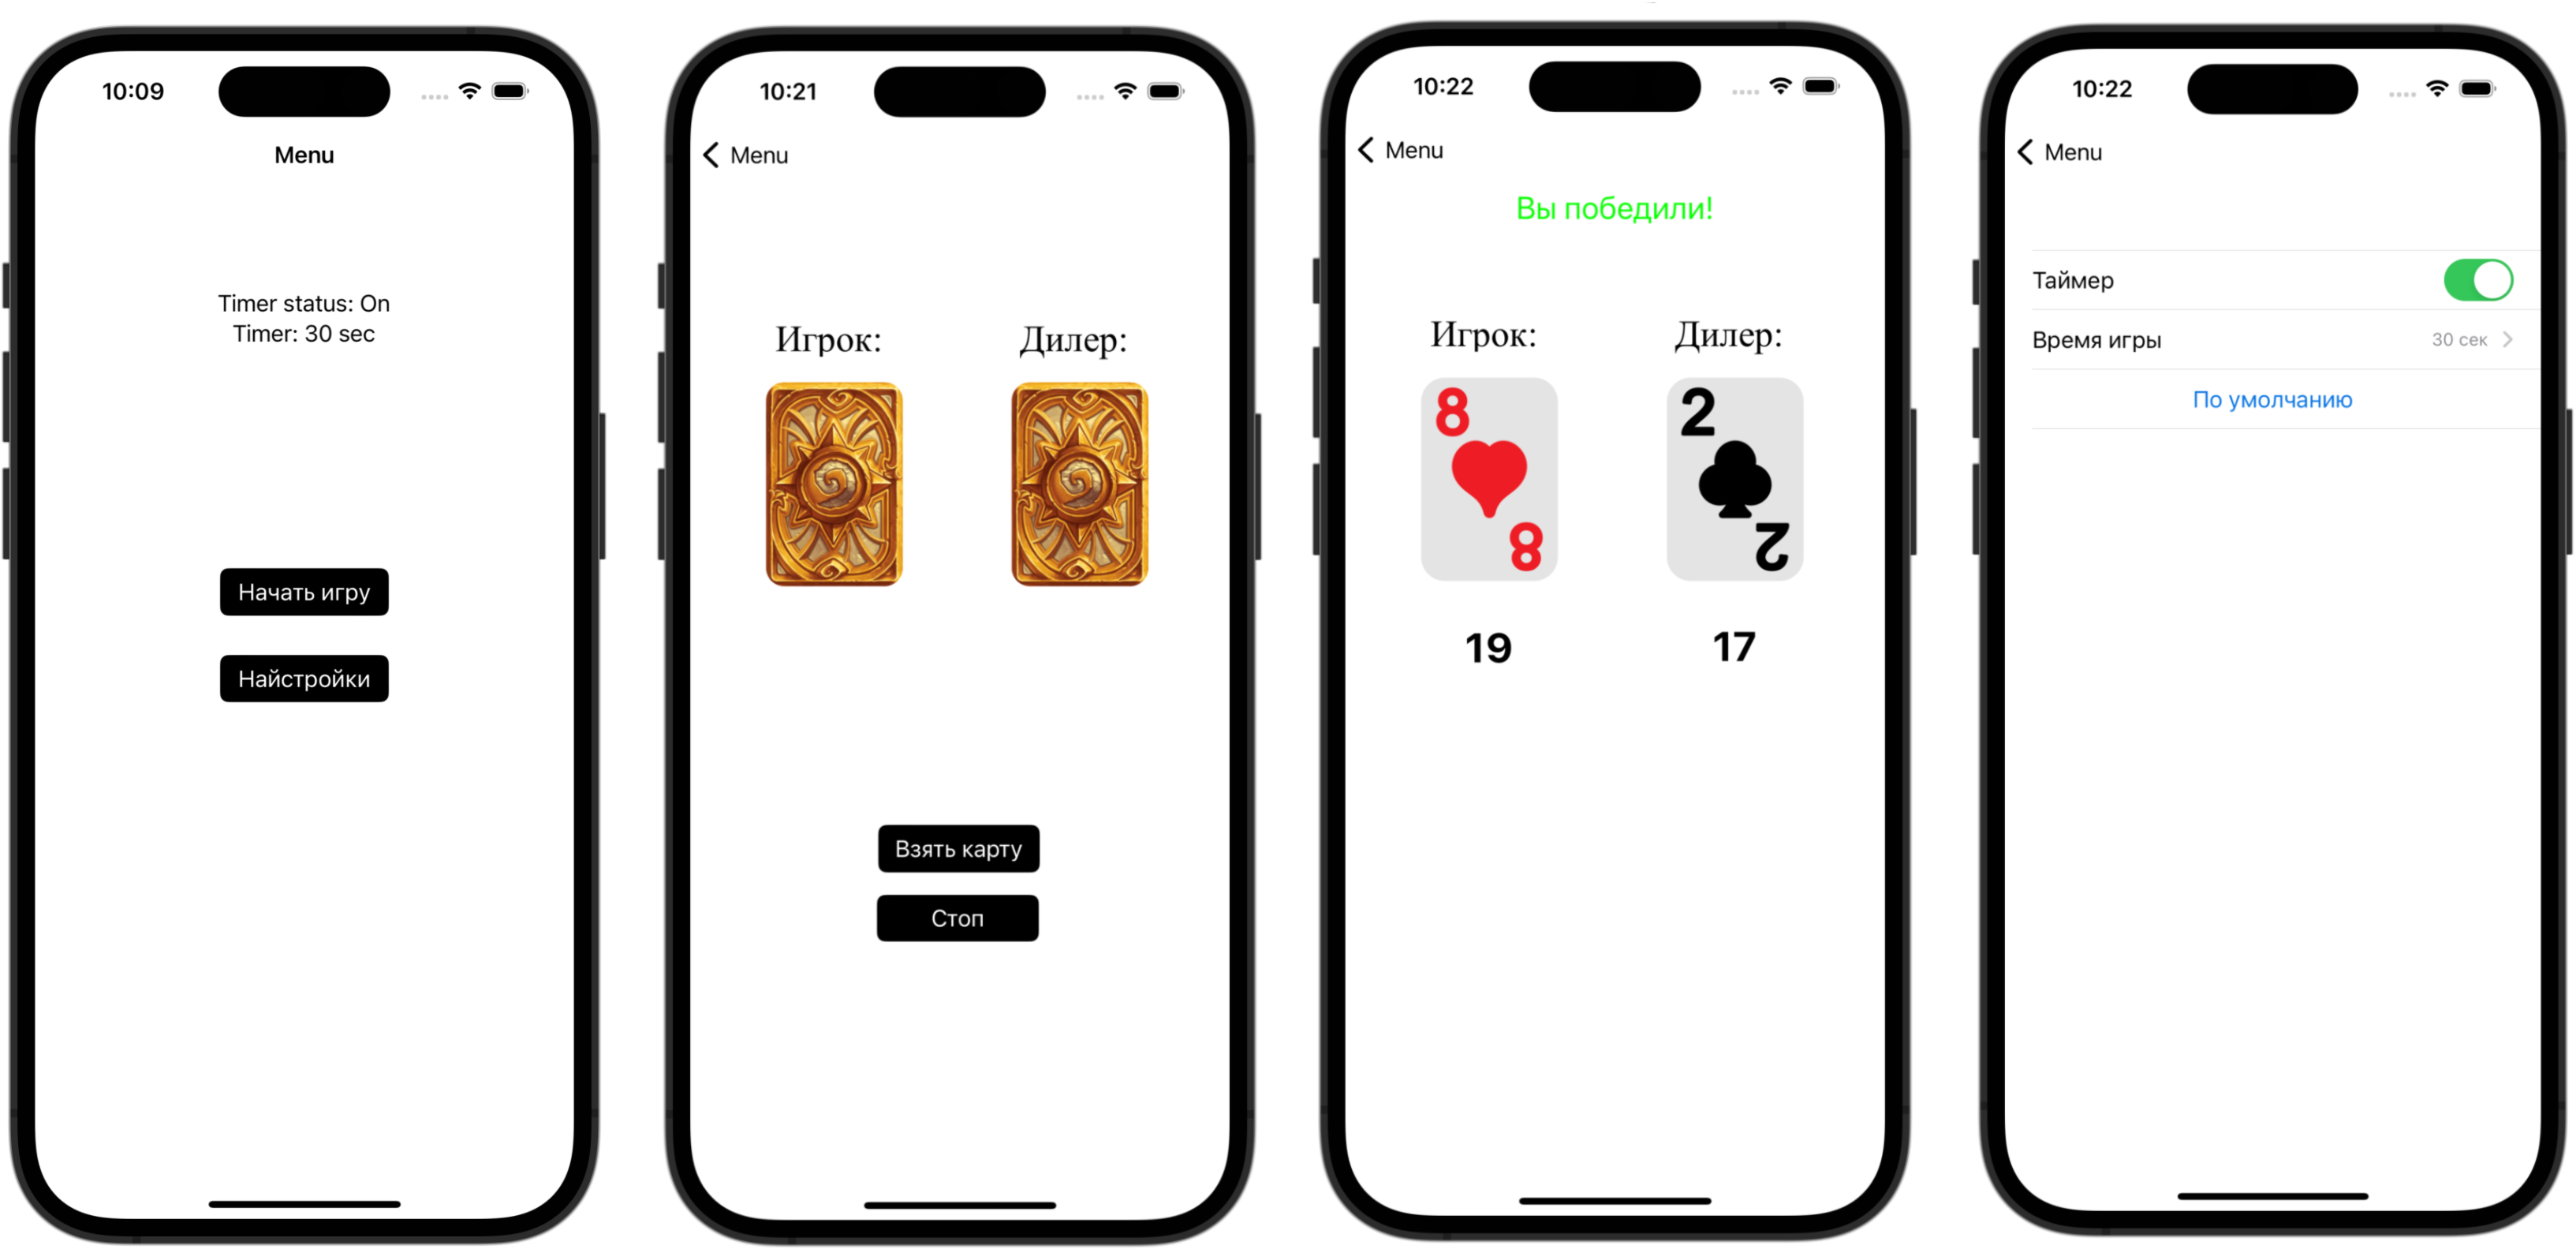 10:09
Menu
Timer status: On
Timer: 30 sec
Начать игру
Найстройки
10:21
Menu
Игрок: Дилер:
Взять карту
Стоп
10:22
Menu
Вы победили!
Игрок: Дилер:
8 2
8 2
19 17
10:22
Menu
Таймер
Время игры 30 сек
По умолчанию